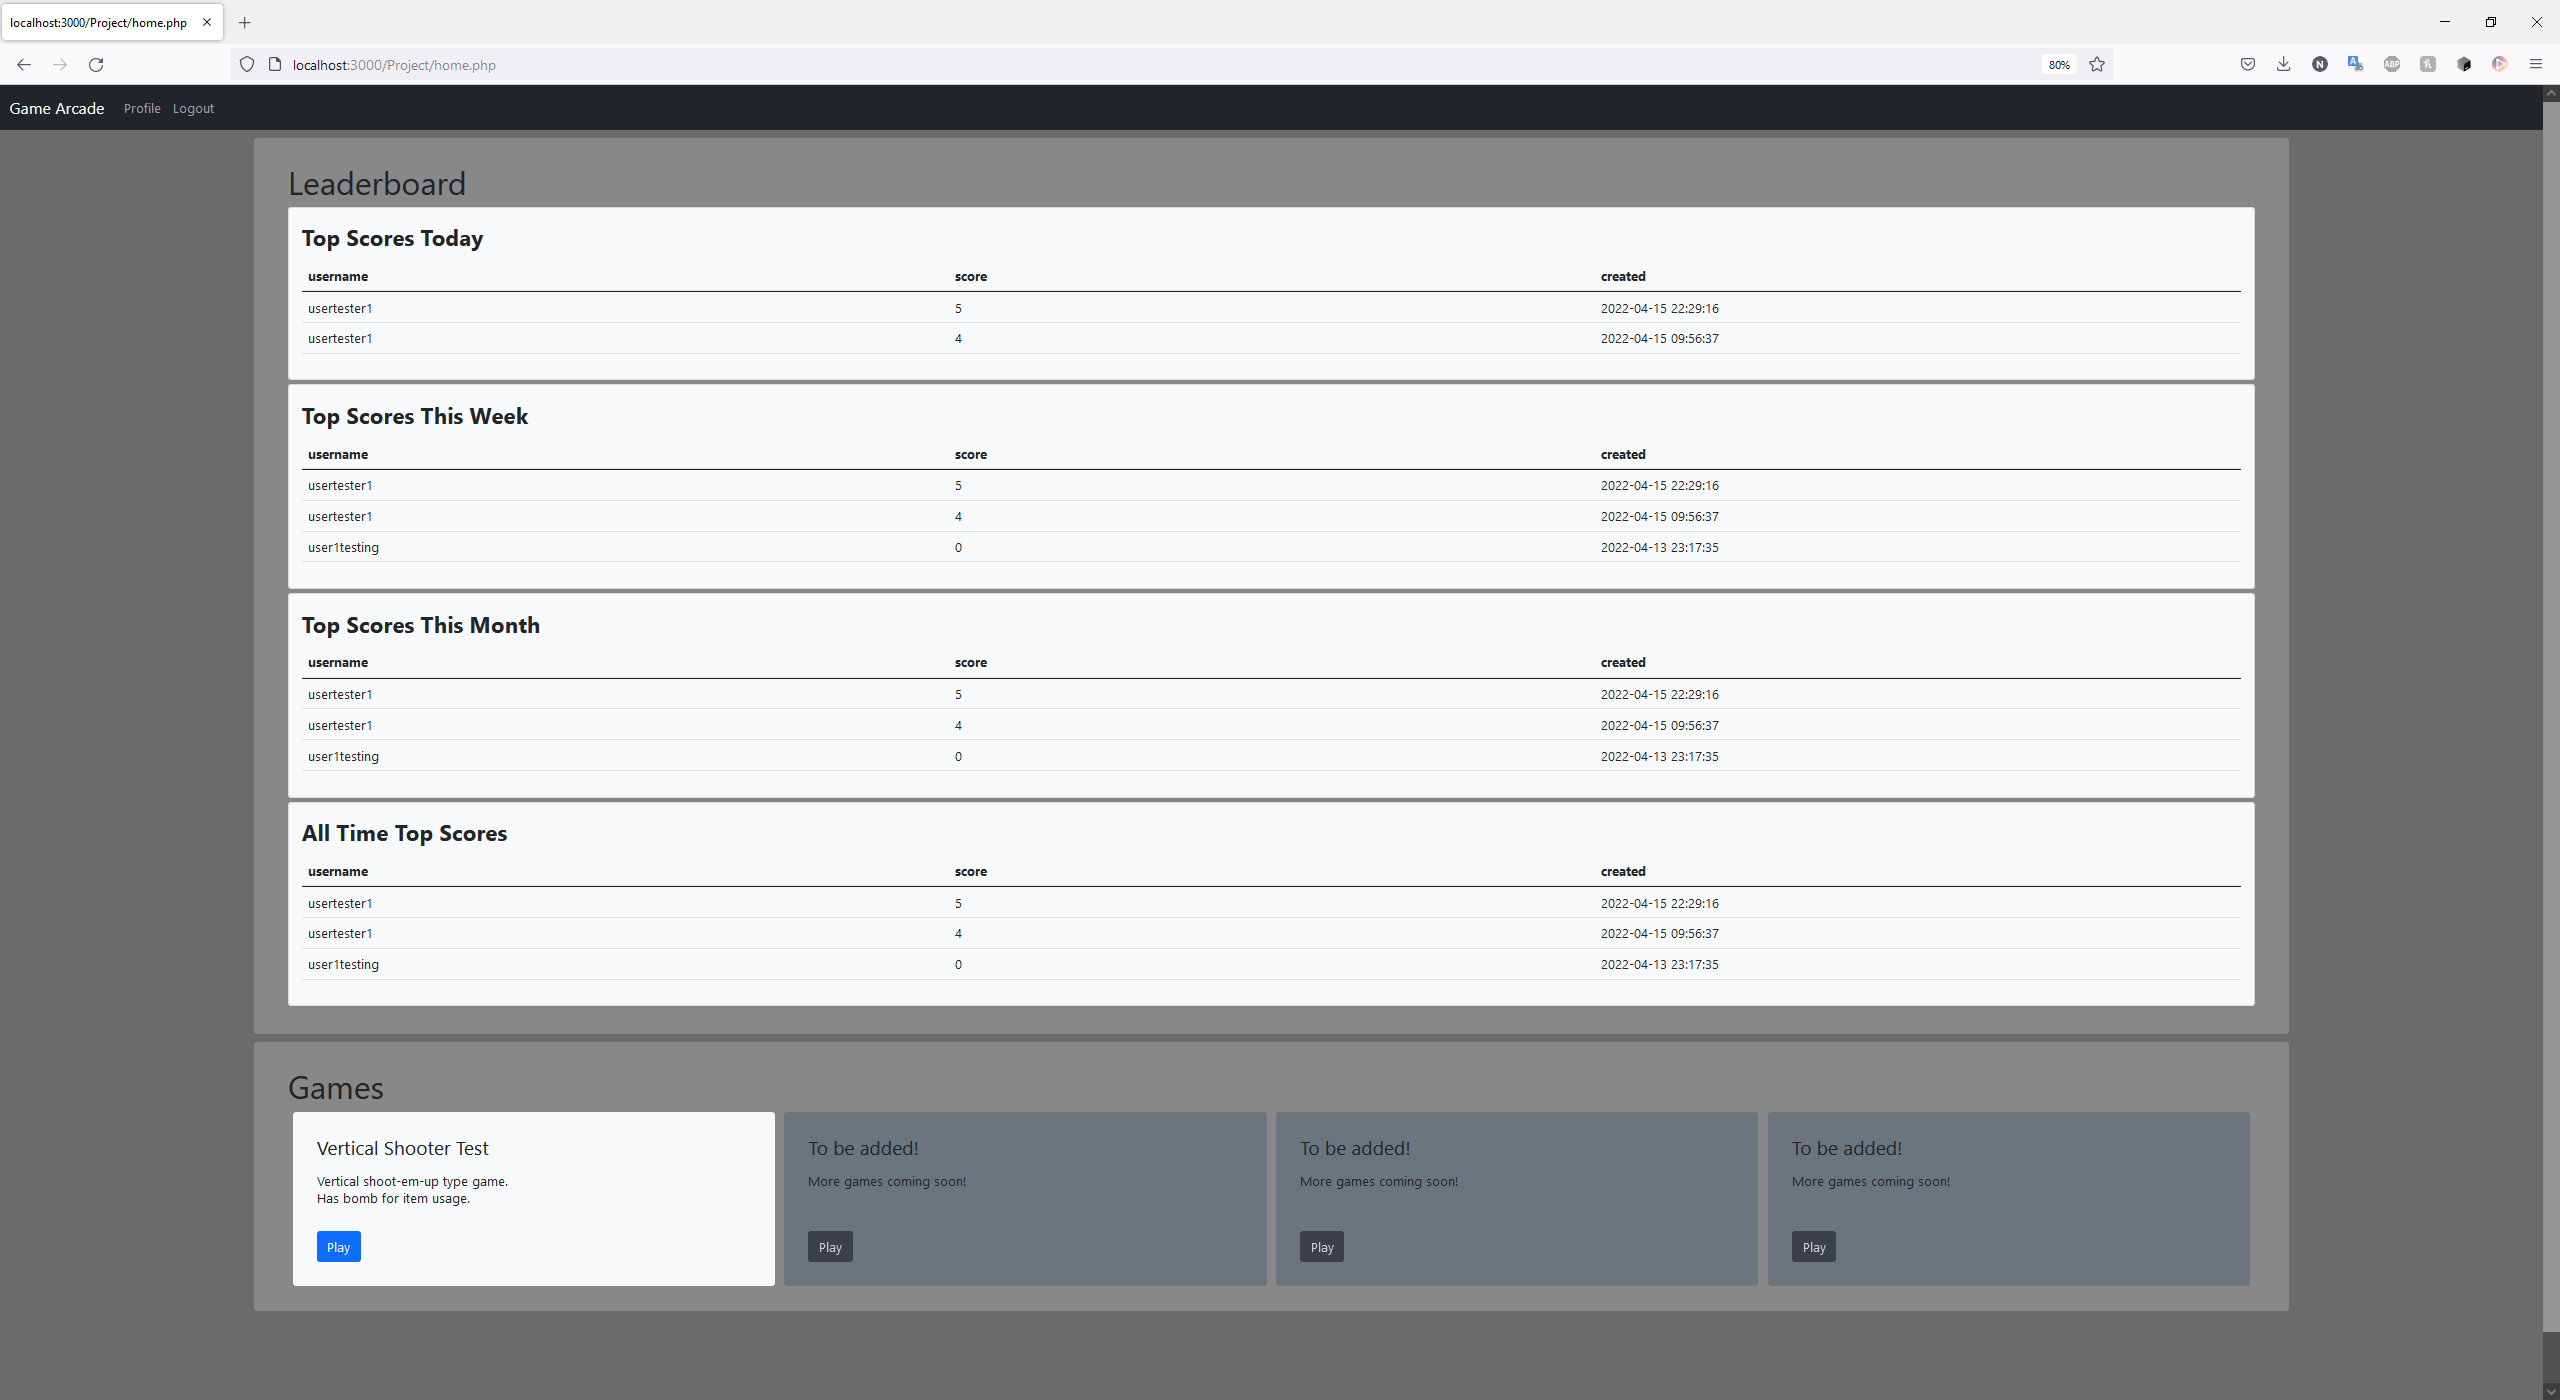 localhost:3000/Project/home.php
localhost:3000/Project/home.php 80%
Game Arcade Profile Logout
Leaderboard
Top Scores Today
username score created
usertester1 5 2022-04-15 22:29:16
usertester1 4 2022-04-15 09:56:37
Top Scores This Week
username score created
usertester1 5 2022-04-15 22:29:16
usertester1 4 2022-04-15 09:56:37
user1testing 0 2022-04-13 23:17:35
Top Scores This Month
username score created
usertester1 5 2022-04-15 22:29:16
usertester1 4 2022-04-15 09:56:37
user1testing 0 2022-04-13 23:17:35
All Time Top Scores
username score created
usertester1 5 2022-04-15 22:29:16
usertester1 4 2022-04-15 09:56:37
user1testing 0 2022-04-13 23:17:35
Games
Vertical Shooter Test
Vertical shoot-em-up type game.
Has bomb for item usage.
Play
To be added!
More games coming soon!
Play
To be added!
More games coming soon!
Play
To be added!
More games coming soon!
Play